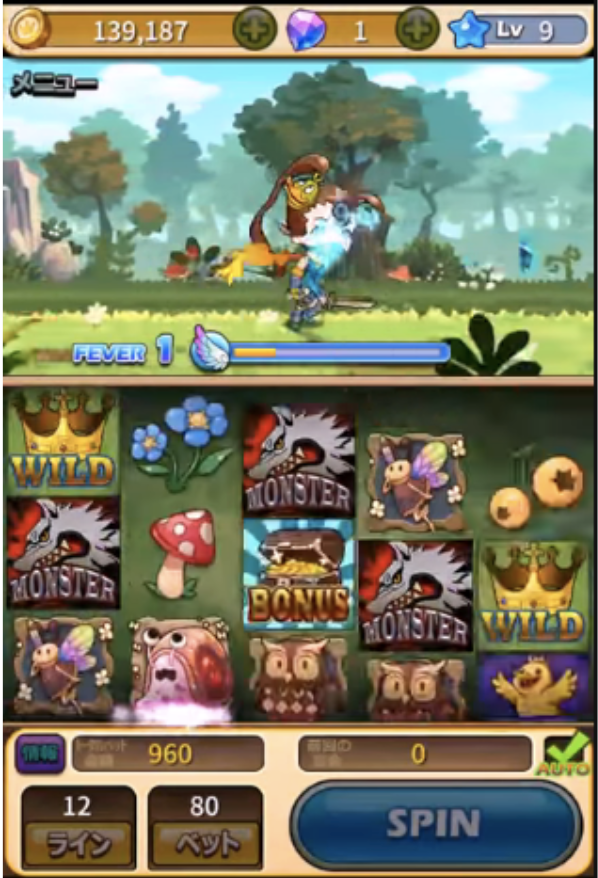 139,187
1
Lv 9
メニュー
FEVER 1
WILD
MONSTER
MONSTER
BONUS
MONSTER
WILD
情報
960
0
AUTO
12
ライン
80
ベット
SPIN